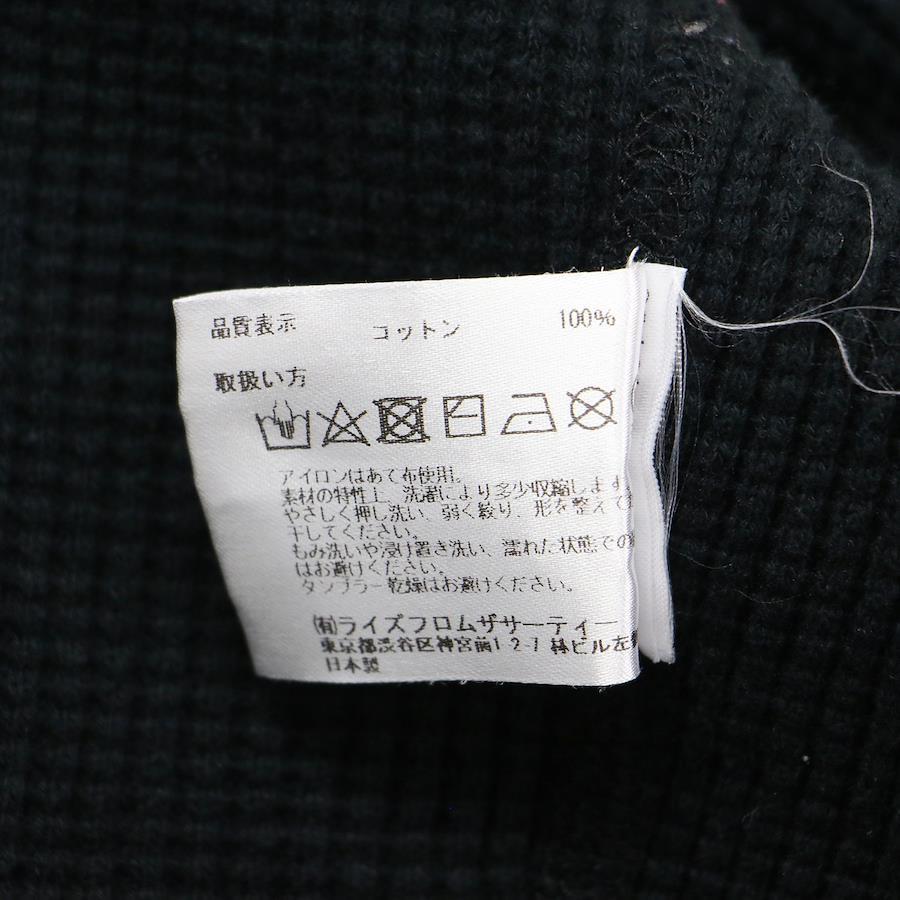 品質表示 コットン 100%
取扱い方
アイロンはあて布使用。
素材の特性上、洗濯により多少収縮します
やさしく押し洗い、弱く絞り、形を整えて
干してください。
もみ洗いや浸け置き洗い、濡れた状態での
はお避けください。
タンブラー乾燥はお避けください。
(有)ライズフロムザサーティー
東京都渋谷区神宮前1-2-7 林ビル左
日本製